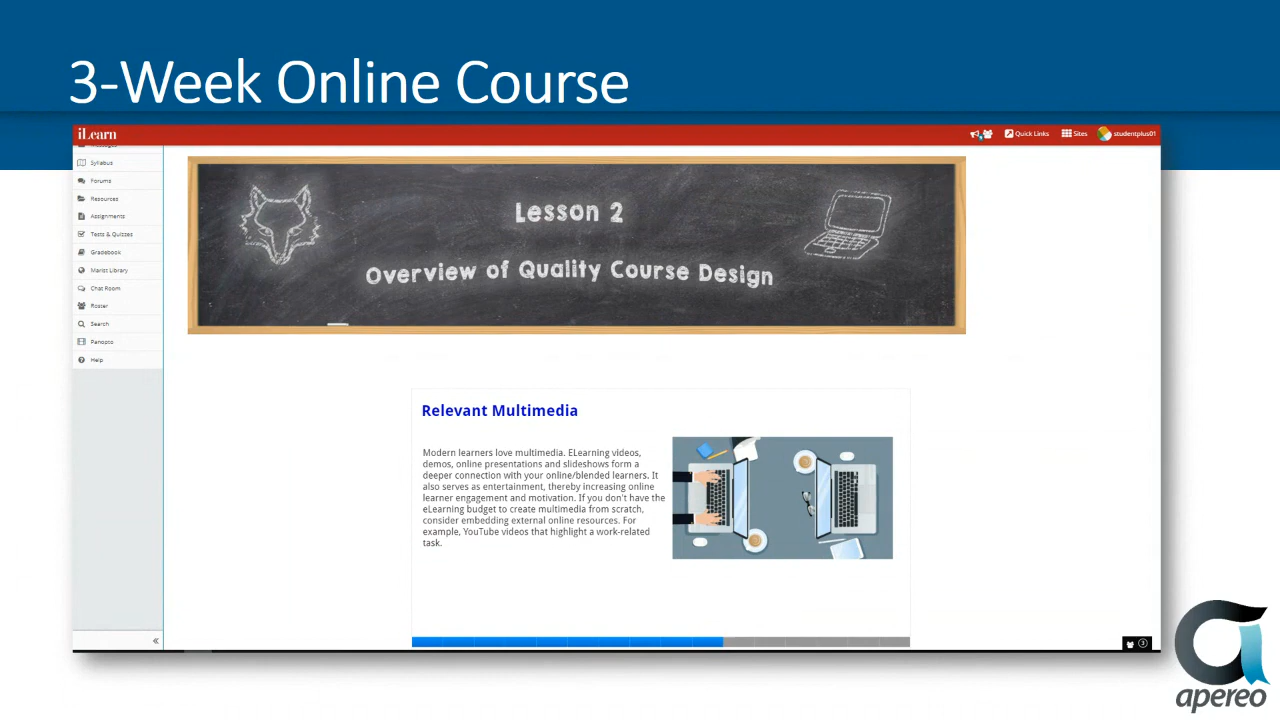 3-Week Online Course
iLearn
Quick Links
Sites
studentplus01
Syllabus
Forums
Resources
Assignments
Tests & Quizzes
Gradebook
Marist Library
Chat Room
Roster
Search
Panopto
Help
Lesson 2
Overview of Quality Course Design
Relevant Multimedia
Modern learners love multimedia. ELearning videos,
demos, online presentations and slideshows form a
deeper connection with your online/blended learners. It
also serves as entertainment, thereby increasing online
learner engagement and motivation. If you don't have the
eLearning budget to create multimedia from scratch,
consider embedding external online resources. For
example, YouTube videos that highlight a work-related
task.
«
3
apereo